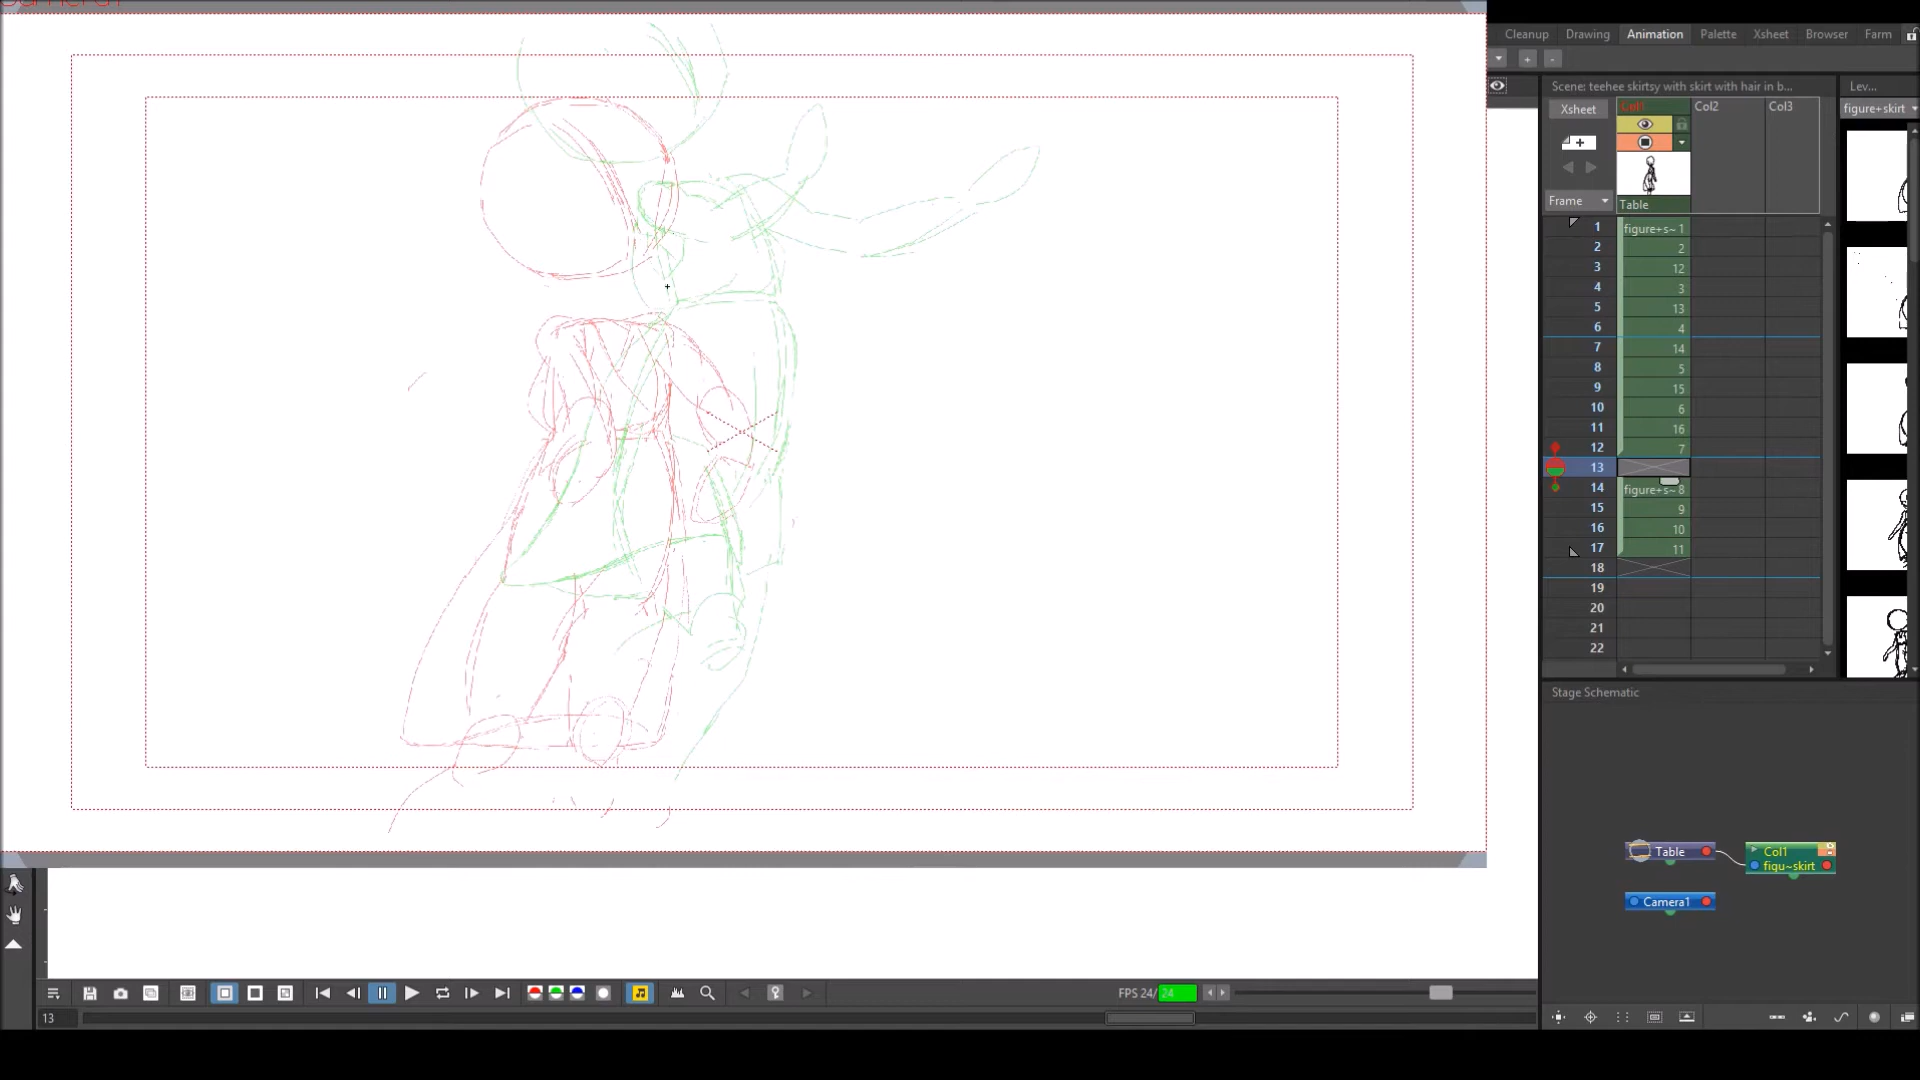 Cleanup Drawing Animation Palette Xsheet Browser Farm
+ -
Scene: teehee skirtsy with skirt with hair in b... Lev...
Xsheet Col1 Col2 Col3 figure+skirt
Frame Table
1 figure+s~ 1
2 2
3 12
4 3
5 13
6 4
7 14
8 5
9 15
10 6
11 16
12 7
13
14 figure+s~ 8
15 9
16 10
17 11
18
19
20
21
22
Stage Schematic
Table Col1
figu~skirt
Camera1
FPS 24/24
13